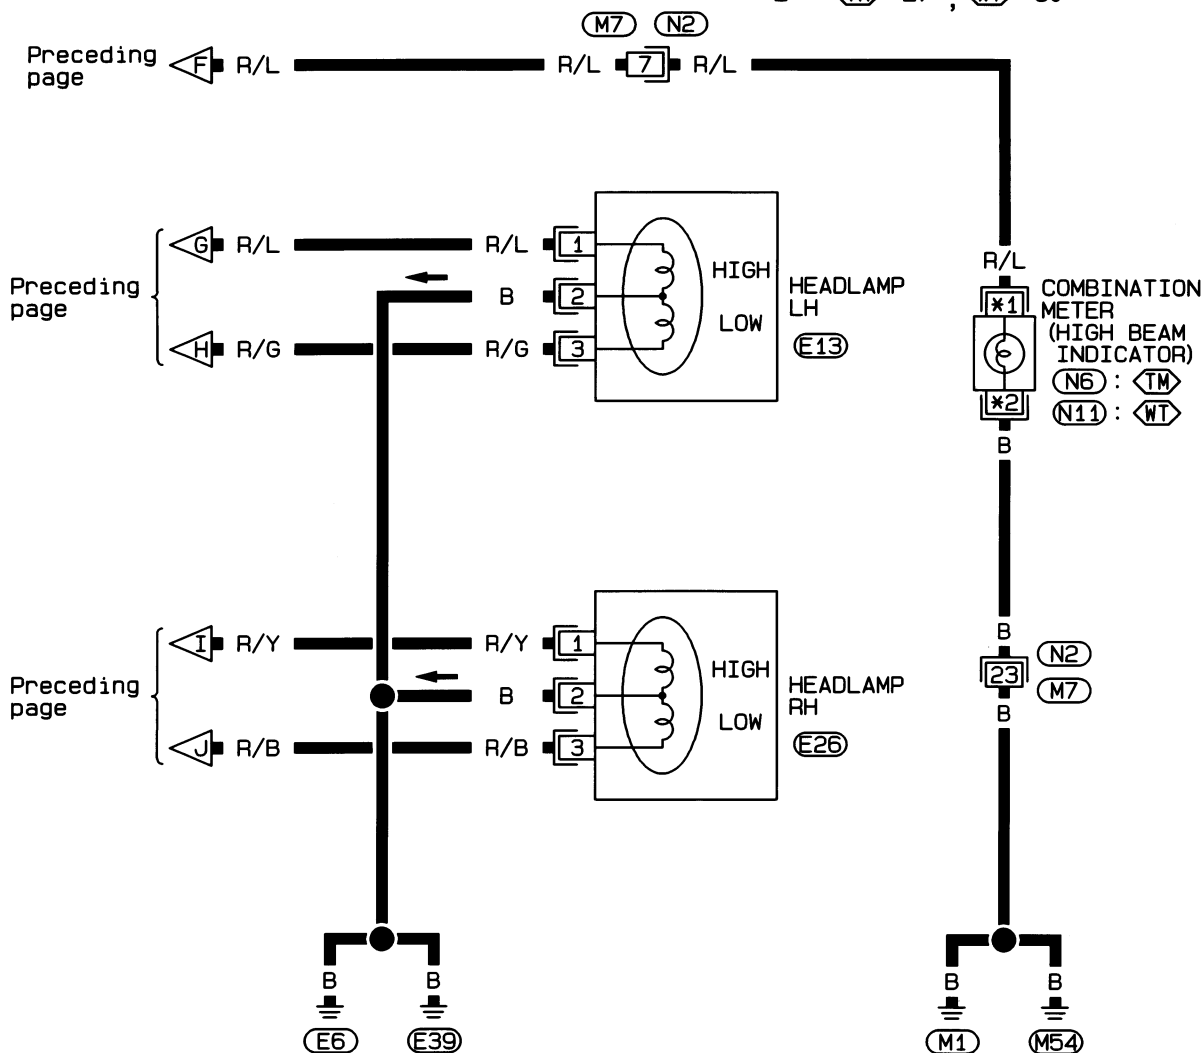 M7 N2
Preceding page
F R/L R/L 7 R/L
Preceding page
G R/L R/L 1
B 2
H R/G R/G 3
HIGH
LOW
HEADLAMP
LH
E13
R/L
*1
*2
COMBINATION
METER
(HIGH BEAM
INDICATOR)
N6 : TM
N11 : WT
B
Preceding page
I R/Y R/Y 1
B 2
J R/B R/B 3
HIGH
LOW
HEADLAMP
RH
E26
B
23
N2
M7
B
B B
E6 E39
B B
M1 M54